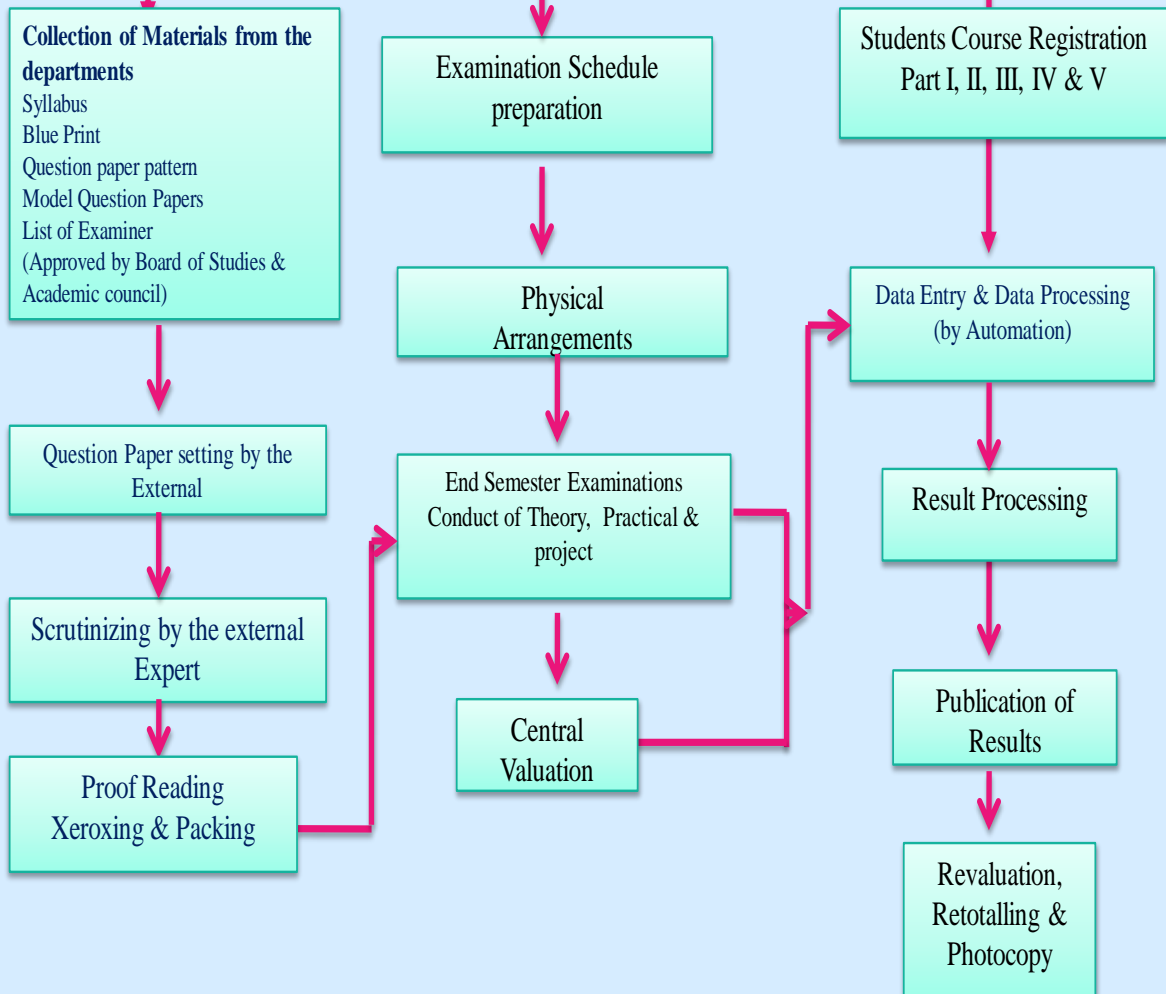 Collection of Materials from the
departments
Syllabus
Blue Print
Question paper pattern
Model Question Papers
List of Examiner
(Approved by Board of Studies &
Academic council)
Question Paper setting by the
External
Scrutinizing by the external
Expert
Proof Reading
Xeroxing & Packing
Examination Schedule
preparation
Physical
Arrangements
End Semester Examinations
Conduct of Theory, Practical &
project
Central
Valuation
Students Course Registration
Part I, II, III, IV & V
Data Entry & Data Processing
(by Automation)
Result Processing
Publication of
Results
Revaluation,
Retotalling &
Photocopy